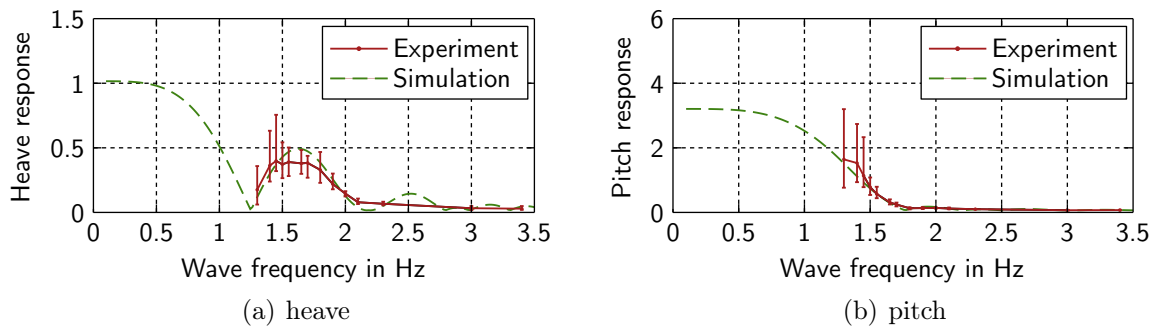 1.5
1
0.5
0
Heave response
Experiment
Simulation
0 0.5 1 1.5 2 2.5 3 3.5
Wave frequency in Hz
(a) heave
6
4
2
0
Pitch response
Experiment
Simulation
0 0.5 1 1.5 2 2.5 3 3.5
Wave frequency in Hz
(b) pitch